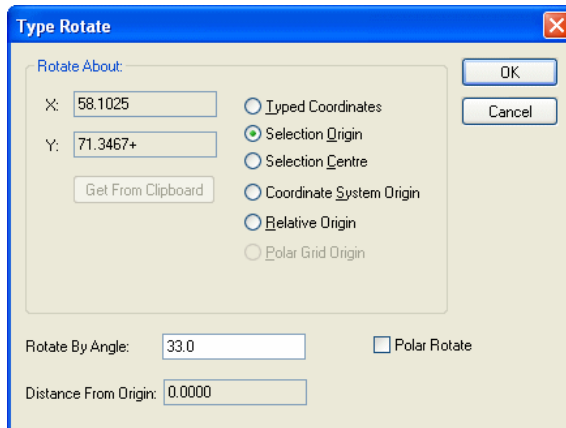 Type Rotate
Rotate About:
OK
X: 58.1025
Typed Coordinates
Cancel
Selection Origin
Y: 71.3467+
Selection Centre
Get From Clipboard
Coordinate System Origin
Relative Origin
Polar Grid Origin
Rotate By Angle: 33.0
Polar Rotate
Distance From Origin: 0.0000